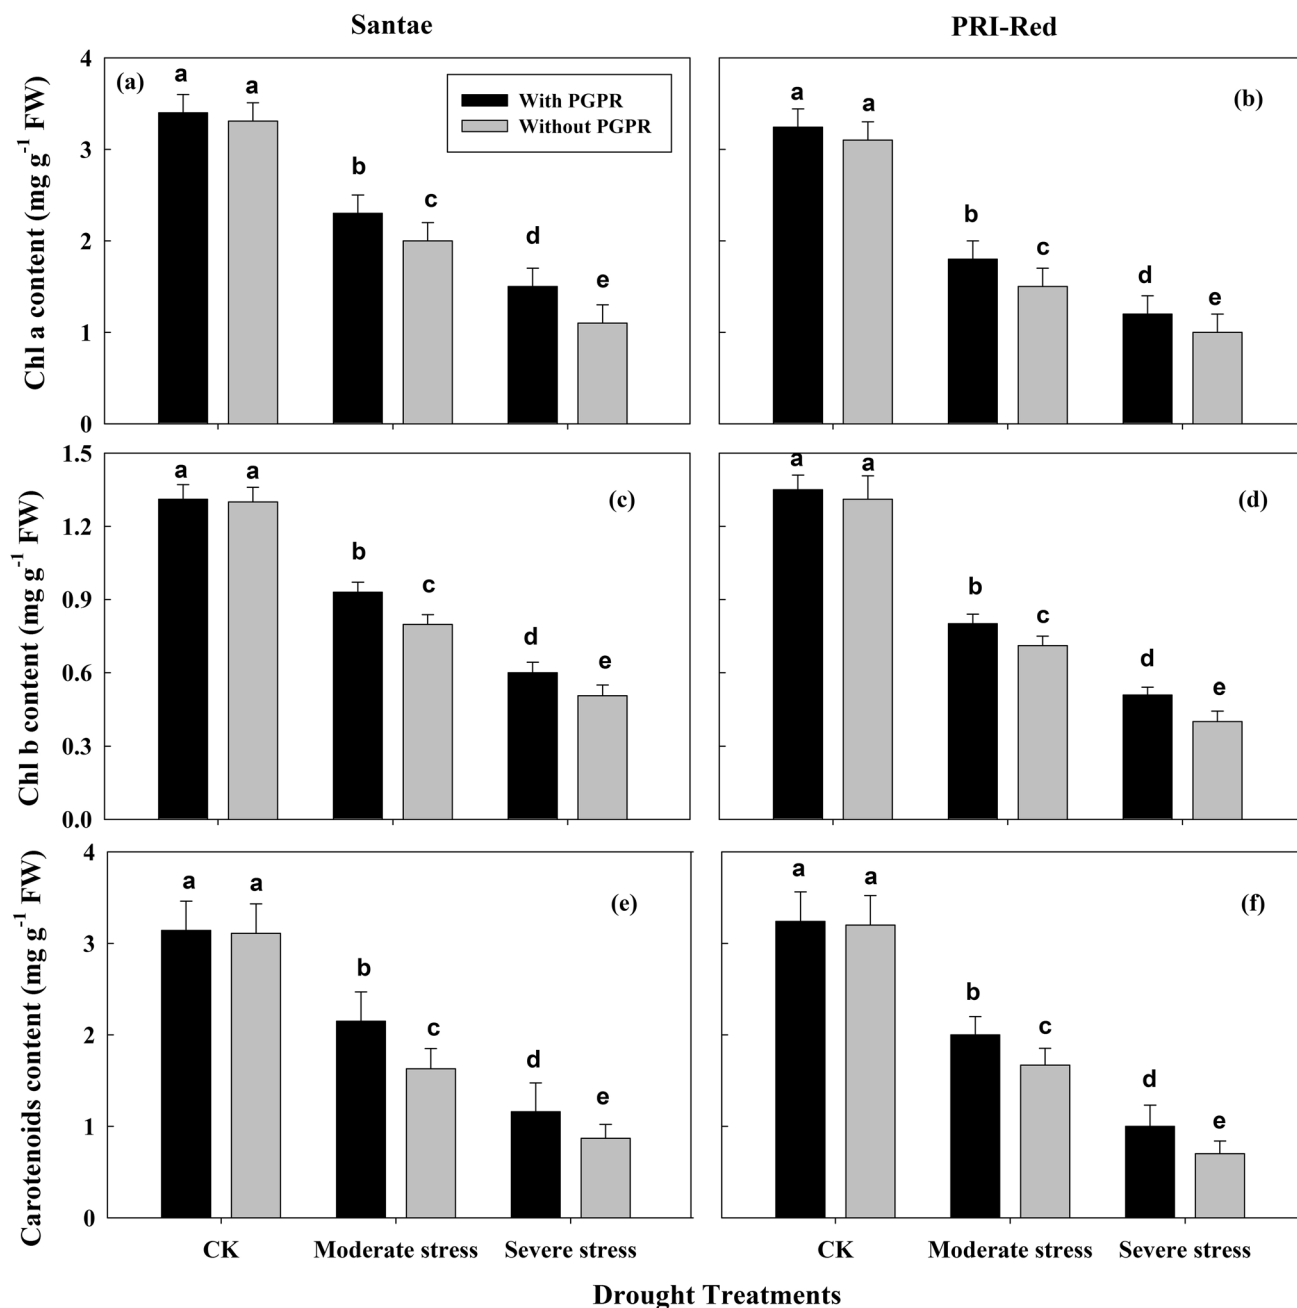 Santae PRI-Red
(a) a a b c d e
With PGPR
Without PGPR
Chl a content (mg g⁻¹ FW)
4
3
2
1
0
(b) a a b c d e
(c) a a b c d e
Chl b content (mg g⁻¹ FW)
1.5
1.2
0.9
0.6
0.3
0.0
(d) a a b c d e
(e) a a b c d e
Carotenoids content (mg g⁻¹ FW)
4
3
2
1
0
(f) a a b c d e
CK Moderate stress Severe stress CK Moderate stress Severe stress
Drought Treatments